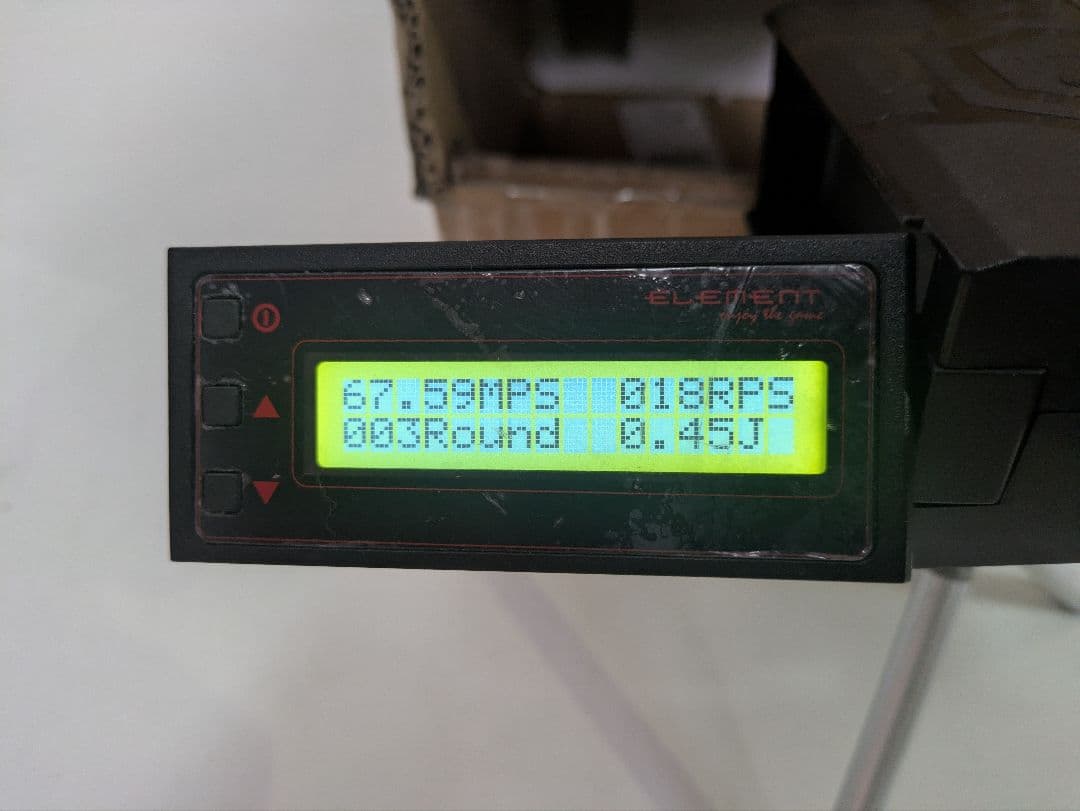 ELEMENT
enjoy the game
67.59MPS 018RPS
003Round 0.45J